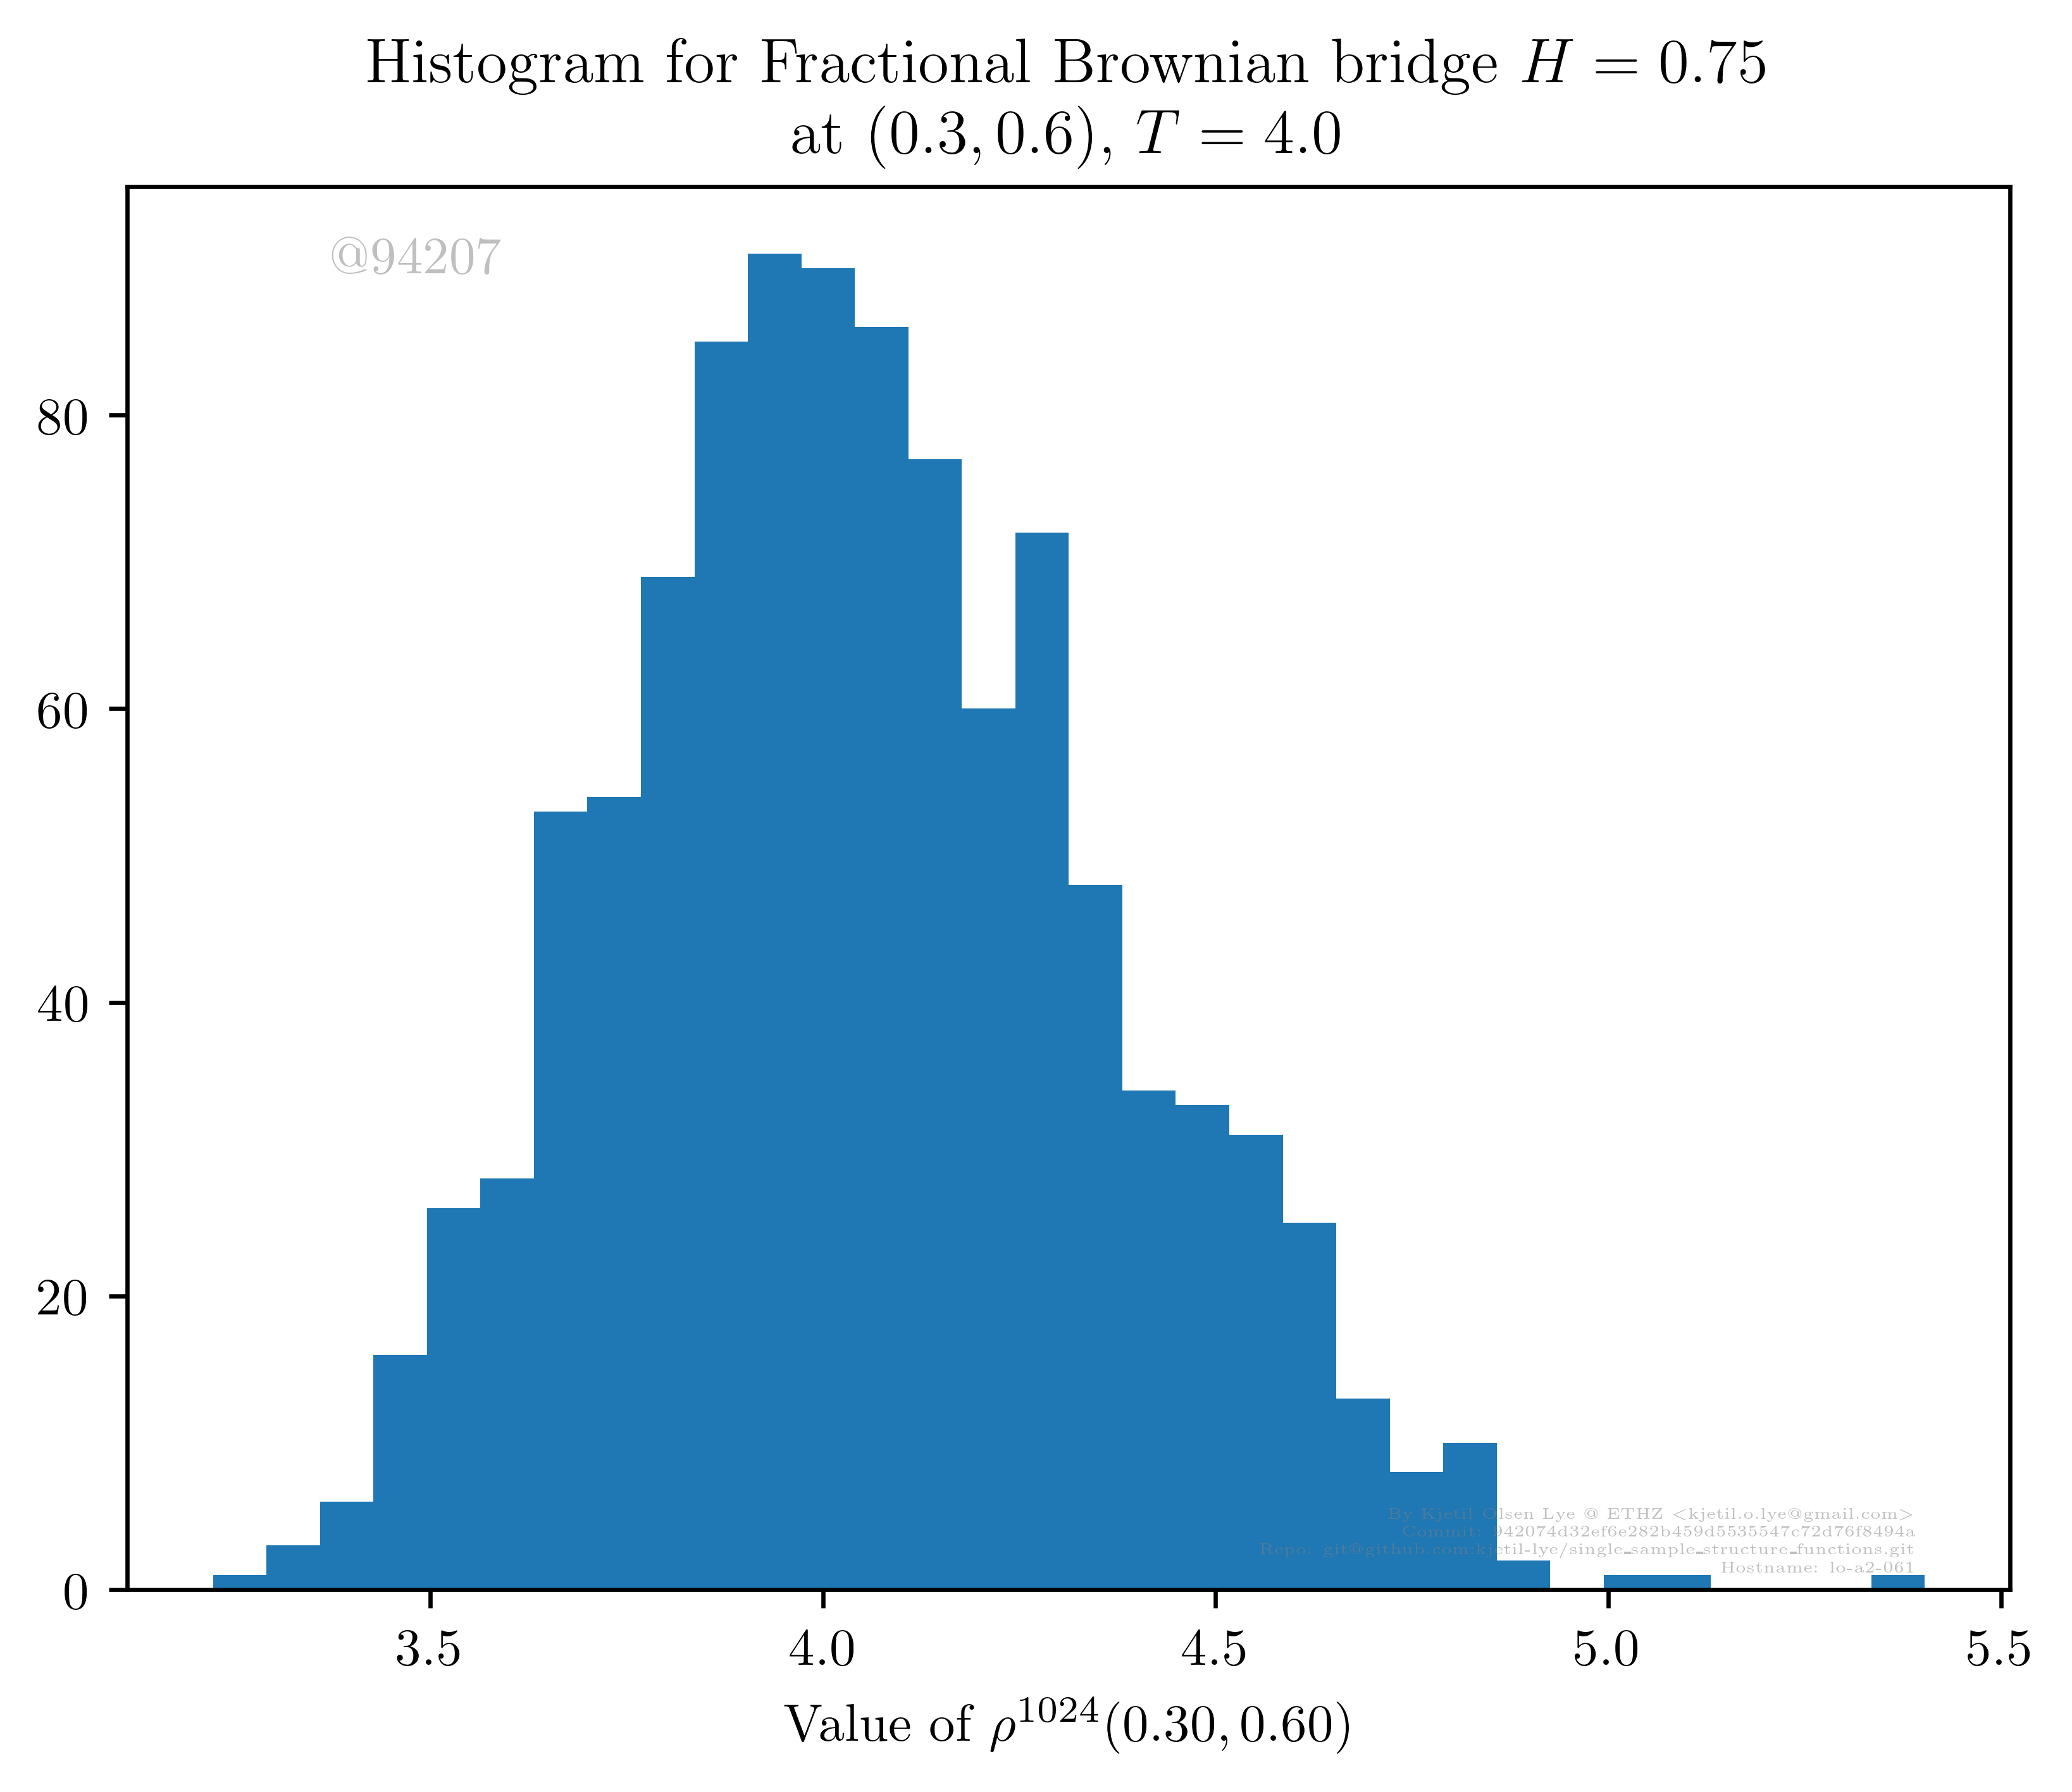 Histogram for Fractional Brownian bridge H = 0.75
at (0.3, 0.6), T = 4.0
@94207
80
60
40
20
0
By Kjetil Olsen Lye @ ETHZ <kjetil.o.lye@gmail.com>
Commit: 942074d32ef6e282b459d5535547c72d76f8494a
Repo: git@github.com:kjetil-lye/single_sample_structure_functions.git
Hostname: lo-a2-061
3.5 4.0 4.5 5.0 5.5
Value of ρ^1024(0.30, 0.60)